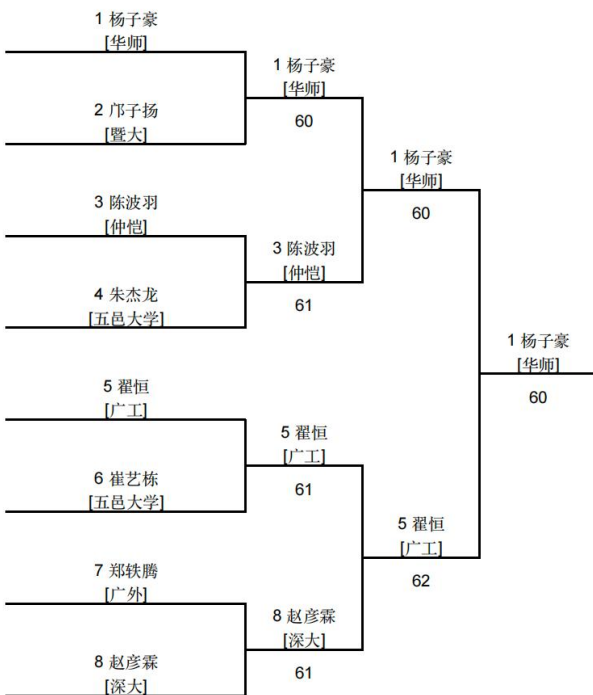 1 杨子豪
[华师]
2 邝子扬
[暨大]
3 陈波羽
[仲恺]
4 朱杰龙
[五邑大学]
5 翟恒
[广工]
6 崔艺栋
[五邑大学]
7 郑轶腾
[广外]
8 赵彦霖
[深大]
1 杨子豪
[华师]
60
3 陈波羽
[仲恺]
61
5 翟恒
[广工]
61
8 赵彦霖
[深大]
61
1 杨子豪
[华师]
60
5 翟恒
[广工]
62
1 杨子豪
[华师]
60